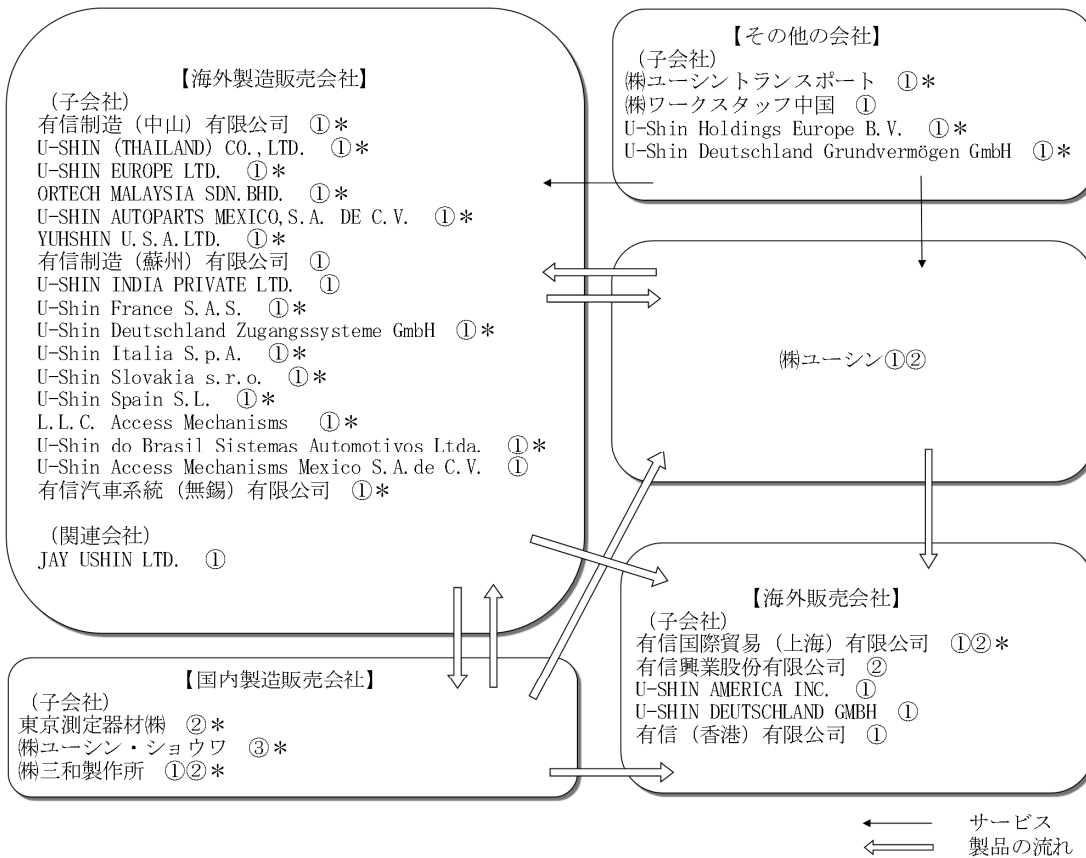 【海外製造販売会社】
(子会社)
有信制造（中山）有限公司 ①*
U-SHIN (THAILAND) CO.,LTD. ①*
U-SHIN EUROPE LTD. ①*
ORTECH MALAYSIA SDN.BHD. ①*
U-SHIN AUTOPARTS MEXICO,S.A. DE C.V. ①*
YUHSHIN U.S.A.LTD. ①*
有信制造（蘇州）有限公司 ①
U-SHIN INDIA PRIVATE LTD. ①
U-Shin France S.A.S. ①*
U-Shin Deutschland Zugangssysteme GmbH ①*
U-Shin Italia S.p.A. ①*
U-Shin Slovakia s.r.o. ①*
U-Shin Spain S.L. ①*
L.L.C. Access Mechanisms ①*
U-Shin do Brasil Sistemas Automotivos Ltda. ①*
U-Shin Access Mechanisms Mexico S.A.de C.V. ①
有信汽車系統（無錫）有限公司 ①*
(関連会社)
JAY USHIN LTD. ①
【その他の会社】
(子会社)
㈱ユーシントランスポート ①*
㈱ワークスタッフ中国 ①
U-Shin Holdings Europe B.V. ①*
U-Shin Deutschland Grundvermögen GmbH ①*
㈱ユーシン①②
【国内製造販売会社】
(子会社)
東京測定器材㈱ ②*
㈱ユーシン・ショウワ ③*
㈱三和製作所 ①②*
【海外販売会社】
(子会社)
有信国際貿易（上海）有限公司 ①②*
有信興業股份有限公司 ②
U-SHIN AMERICA INC. ①
U-SHIN DEUTSCHLAND GMBH ①
有信（香港）有限公司 ①
サービス
製品の流れ